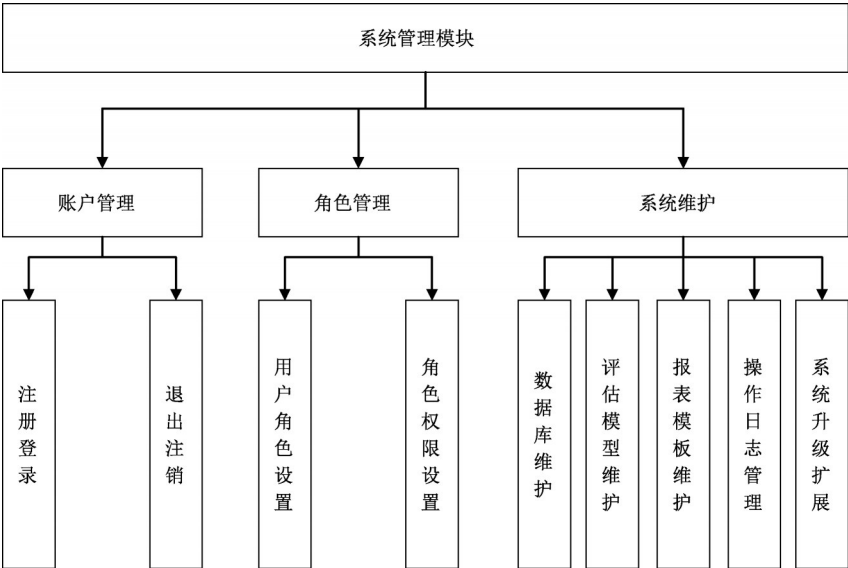 系统管理模块
账户管理
角色管理
系统维护
注册登录
退出注销
用户角色设置
角色权限设置
数据库维护
评估模型维护
报表模板维护
操作日志管理
系统升级扩展